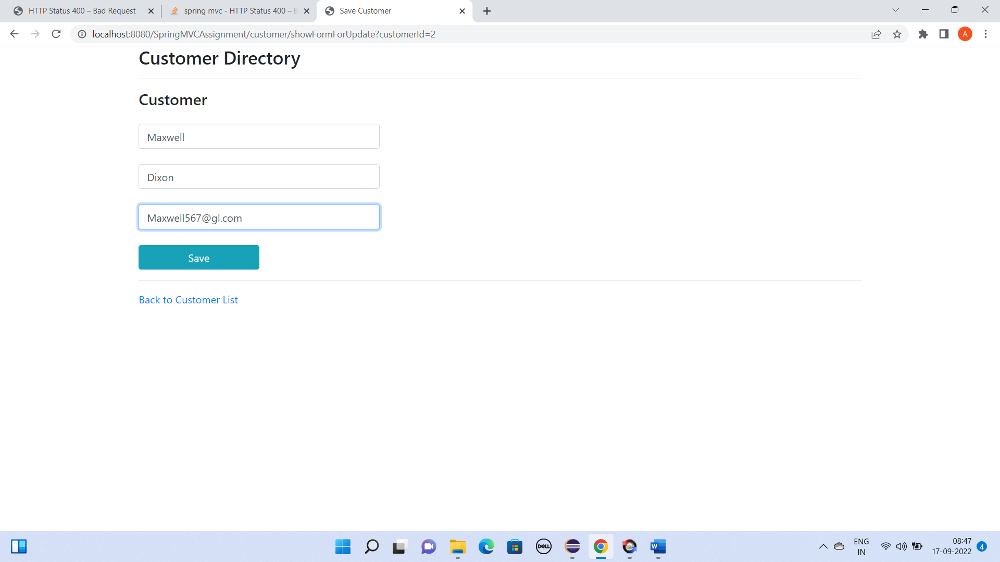 HTTP Status 400 – Bad Request
spring mvc - HTTP Status 400 – B
Save Customer
localhost:8080/SpringMVCAssignment/customer/showFormForUpdate?customerId=2
A
Customer Directory
Customer
Maxwell
Dixon
Maxwell567@gl.com
Save
Back to Customer List
DELL
W
ENG
IN
08:47
17-09-2022
4